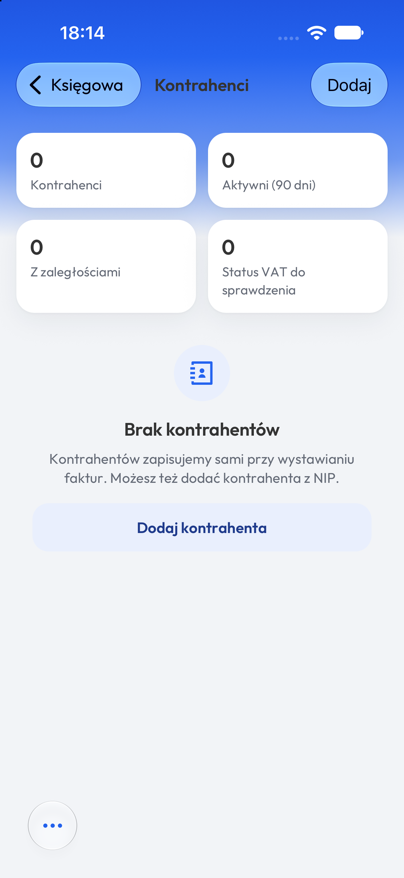 18:14
Księgowa
Kontrahenci
Dodaj
0
Kontrahenci
0
Aktywni (90 dni)
0
Z zaległościami
0
Status VAT do
sprawdzenia
Brak kontrahentów
Kontrahentów zapisujemy sami przy wystawianiu
faktur. Możesz też dodać kontrahenta z NIP.
Dodaj kontrahenta